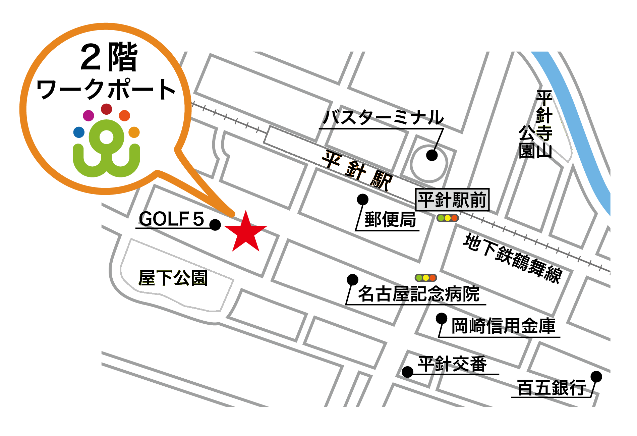 2階
ワークポート
バスターミナル
平針駅
平針寺山公園
平針駅前
GOLF5
郵便局
地下鉄鶴舞線
屋下公園
名古屋記念病院
岡崎信用金庫
平針交番
百五銀行